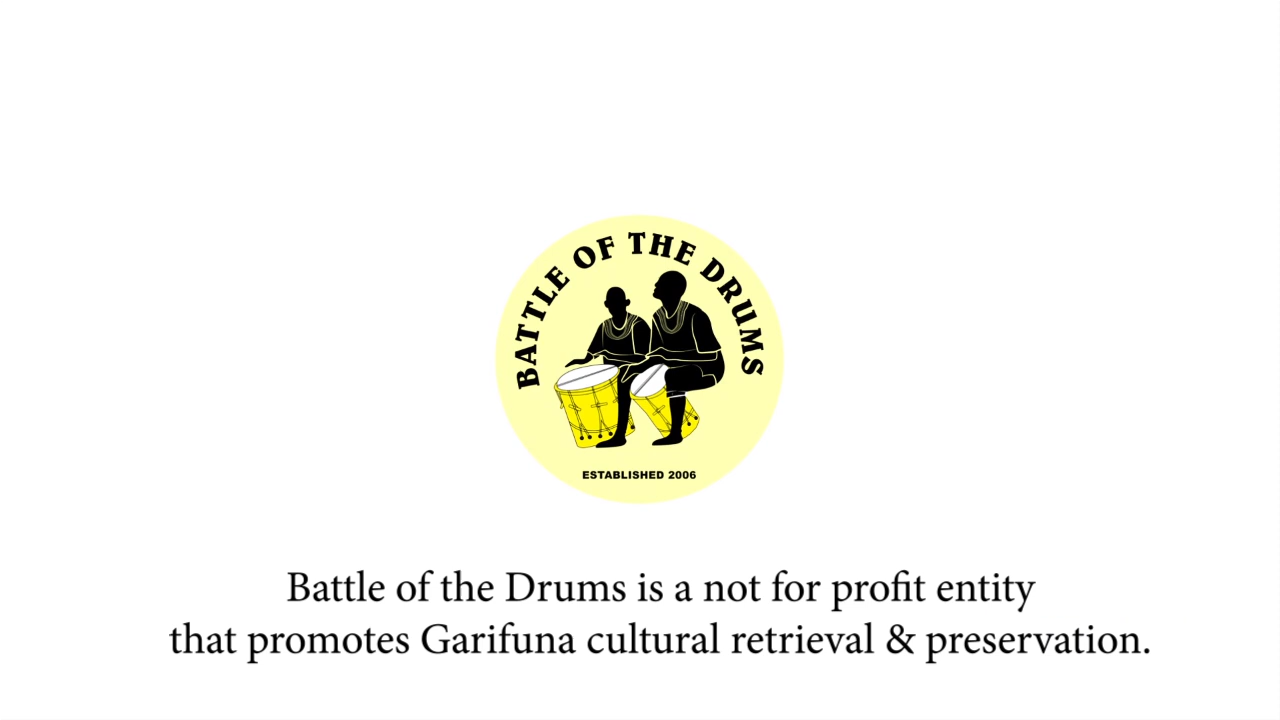 BATTLE OF THE DRUMS
ESTABLISHED 2006
Battle of the Drums is a not for profit entity
that promotes Garifuna cultural retrieval & preservation.